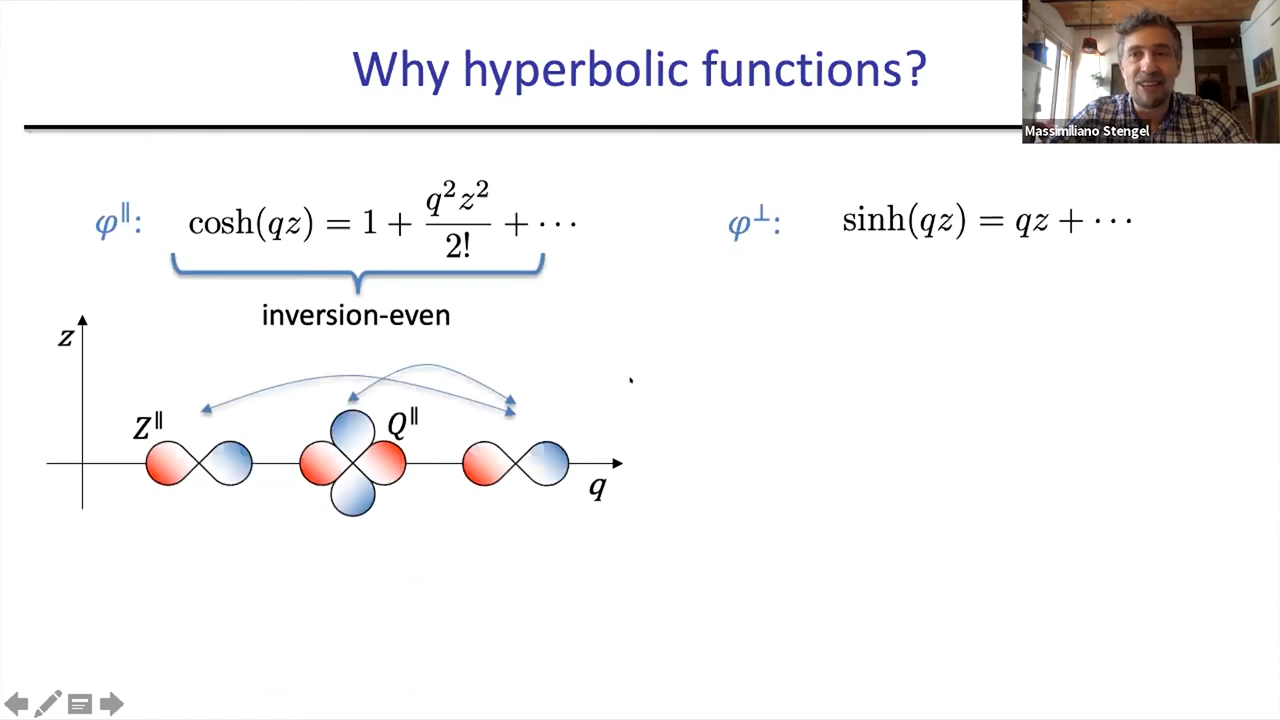 Why hyperbolic functions?
Massimiliano Stengel
φ∥: cosh(qz) = 1 + q²z²/2! + ⋯
φ⊥: sinh(qz) = qz + ⋯
inversion-even
z
Z∥
Q∥
q